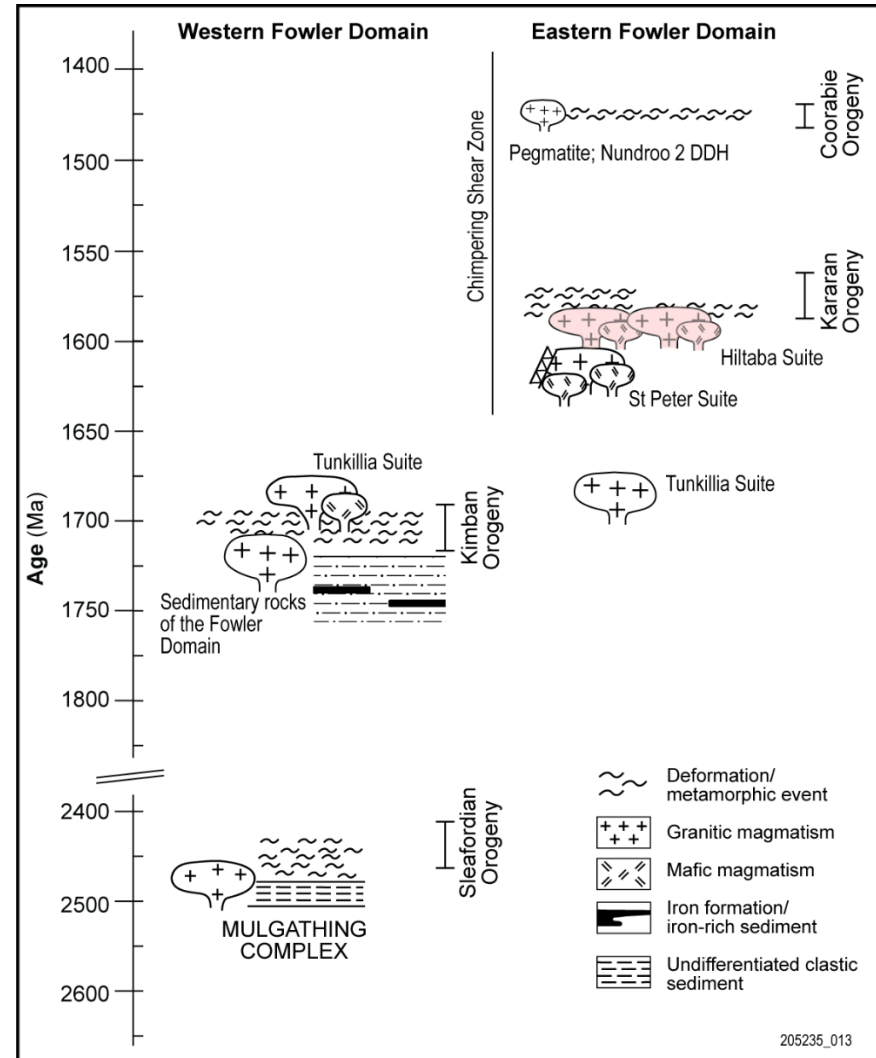 Western Fowler Domain
Eastern Fowler Domain
Age (Ma)
1400
1500
1550
1600
1650
1700
1750
1800
2400
2500
2600
Chimpering Shear Zone
Pegmatite; Nundroo 2 DDH
Coorabie
Orogeny
Kararan
Orogeny
Hiltaba Suite
St Peter Suite
Tunkillia Suite
Tunkillia Suite
Kimban
Orogeny
Sedimentary rocks
of the Fowler
Domain
Sleafordian
Orogeny
MULGATHING
COMPLEX
Deformation/
metamorphic event
Granitic magmatism
Mafic magmatism
Iron formation/
iron-rich sediment
Undifferentiated clastic
sediment
205235_013